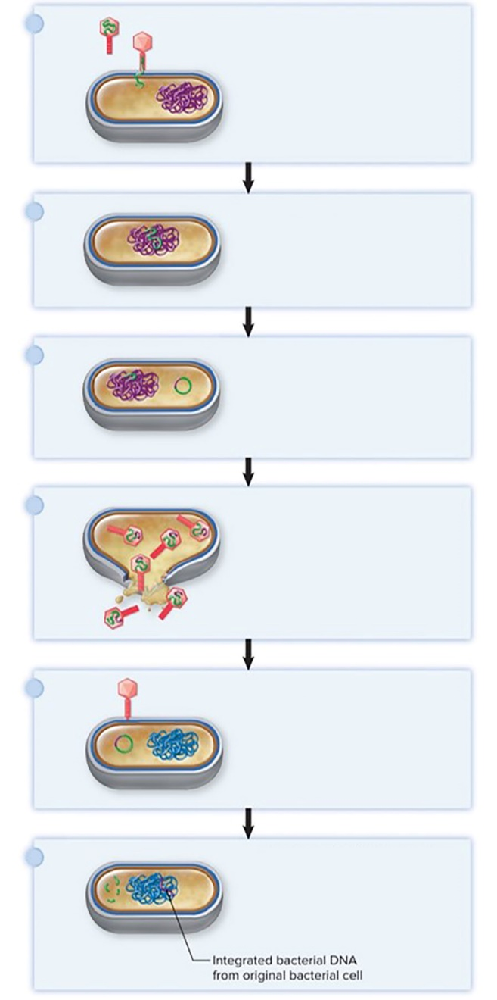 Integrated bacterial DNA
from original bacterial cell